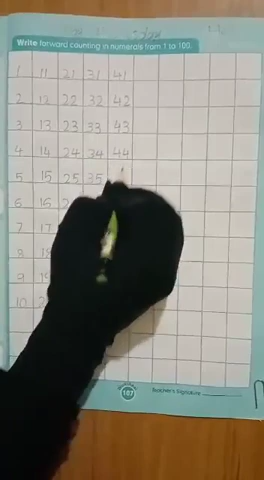 Write forward counting in numerals from 1 to 100.
1 11 21 31 41
2 12 22 32 42
3 13 23 33 43
4 14 24 34 44
5 15 25 35
6 16
7 17
8
9
10
107
Teacher's Signature